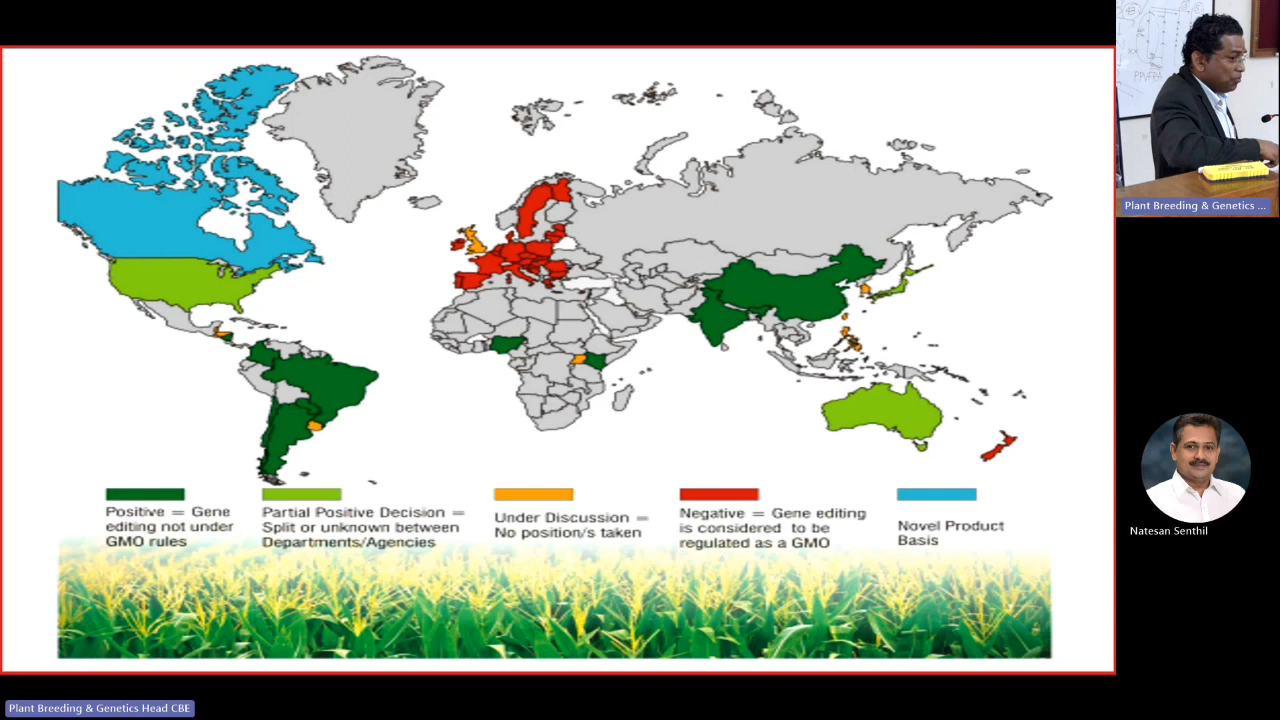 PPVFRA
Plant Breeding & Genetics ...
Natesan Senthil
Positive = Gene
editing not under
GMO rules
Partial Positive Decision =
Split or unknown between
Departments/Agencies
Under Discussion =
No position/s taken
Negative = Gene editing
is considered to be
regulated as a GMO
Novel Product
Basis
Plant Breeding & Genetics Head CBE